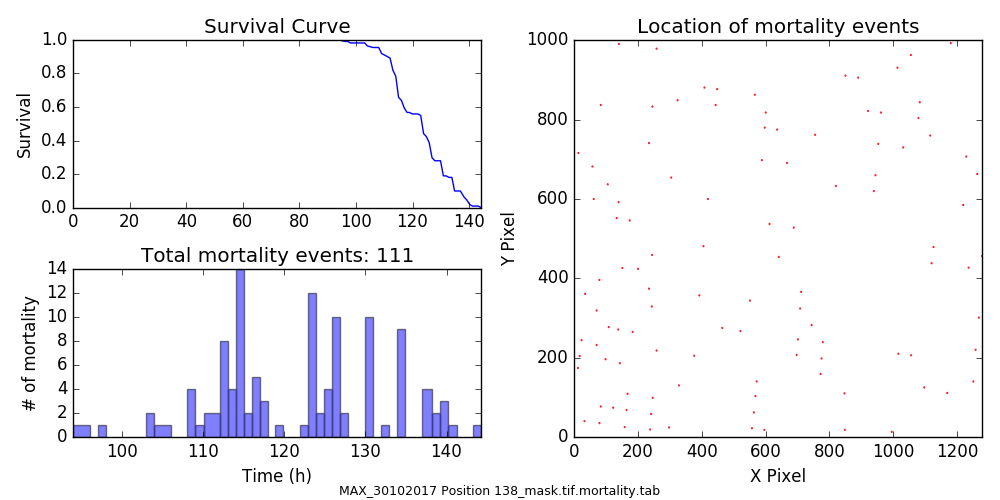 Survival Curve
1.0
0.8
0.6
0.4
0.2
0.0
Survival
0 20 40 60 80 100 120 140
Total mortality events: 111
14
12
10
8
6
4
2
0
# of mortality
100 110 120 130 140
Time (h)
Location of mortality events
1000
800
600
400
200
0
Y Pixel
0 200 400 600 800 1000 1200
X Pixel
MAX_30102017 Position 138_mask.tif.mortality.tab